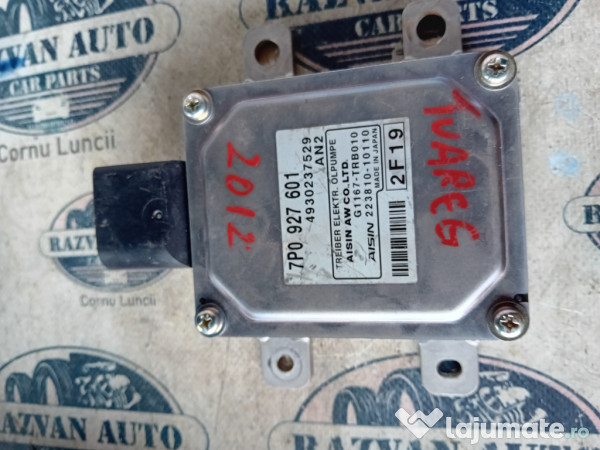 RAZVAN AUTO
CAR PARTS
Cornu Luncii
RAZVAN
Cornu Luncii
RAZVAN AUTO
7P0 927 601
4930237529
AN2
TREIBER ELEKTR. ÖLPUMPE
AISIN AW CO.,LTD.
G1167-TRB010
AISIN 223810-10110
MADE IN JAPAN
2F19
2012
TUAREG
lajumate.ro